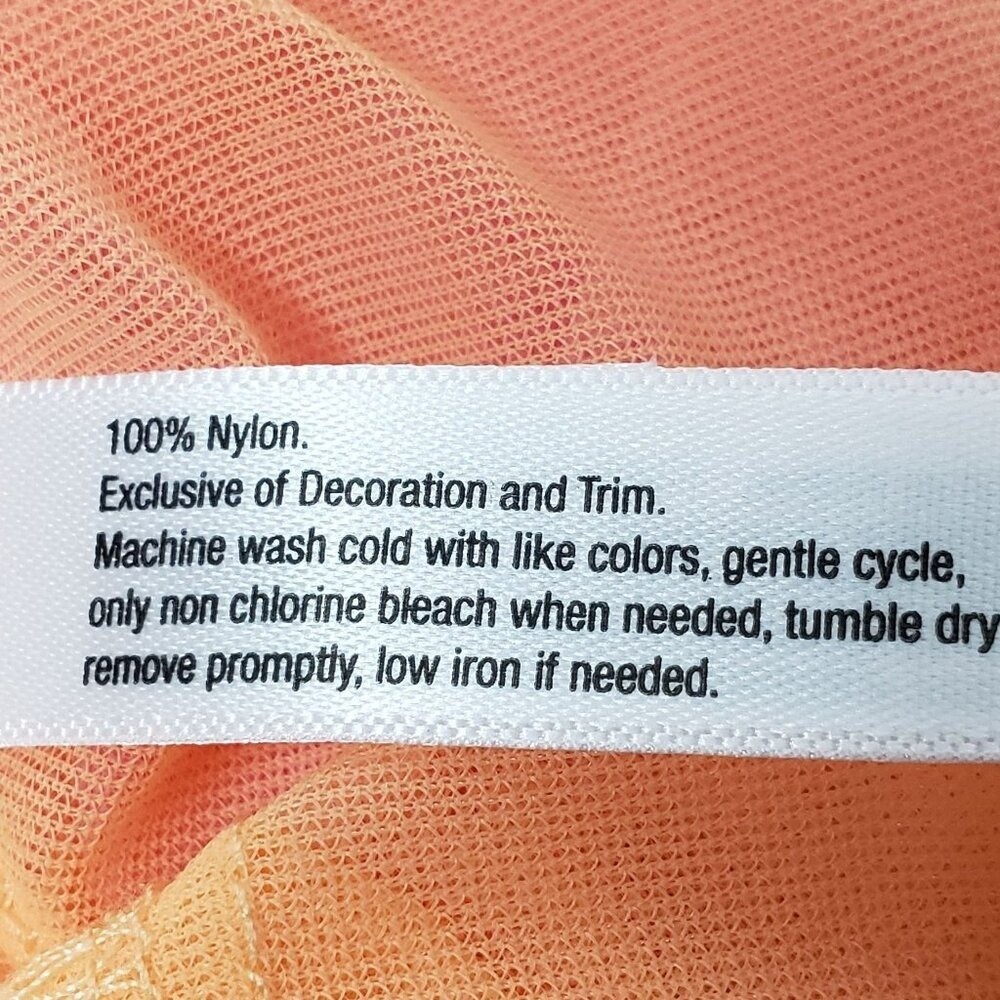 100% Nylon.
Exclusive of Decoration and Trim.
Machine wash cold with like colors, gentle cycle,
only non chlorine bleach when needed, tumble dry
remove promptly, low iron if needed.